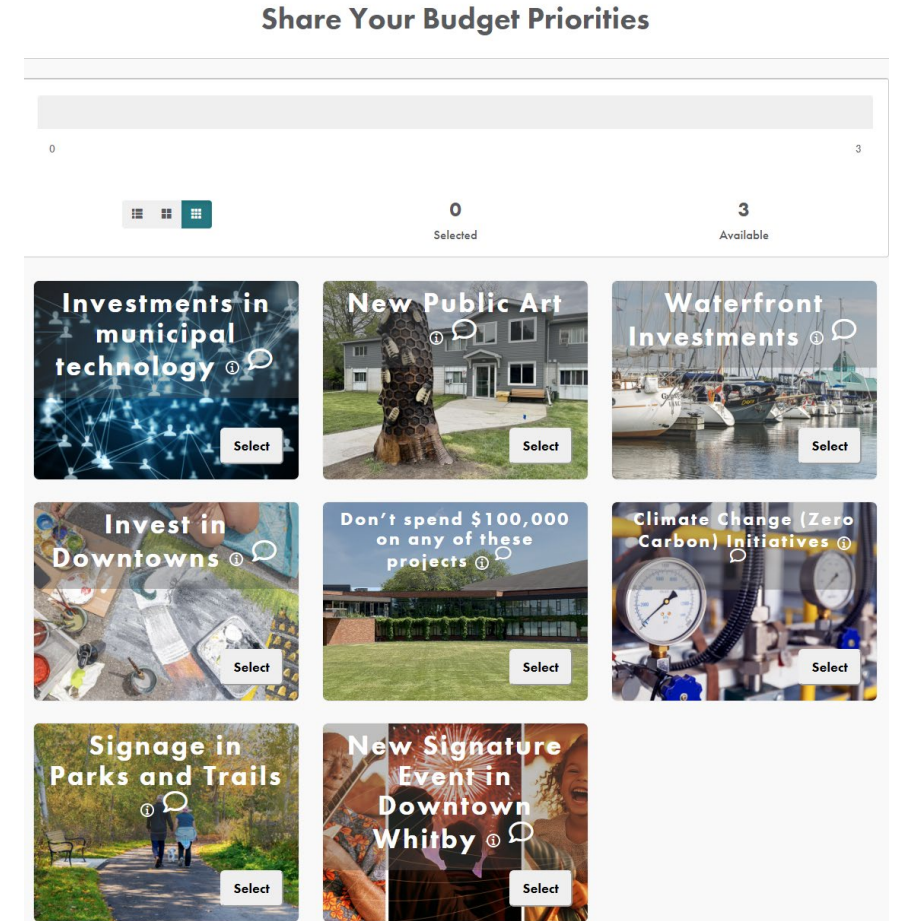 Share Your Budget Priorities
0
3
0
3
Selected
Available
Investments in
municipal
technology
Select
New Public Art
Select
Waterfront
Investments
Select
Invest in
Downtowns
Select
Don't spend $100,000
on any of these
projects
Select
Climate Change (Zero
Carbon) Initiatives
Select
Signage in
Parks and Trails
Select
New Signature
Event in
Downtown
Whitby
Select